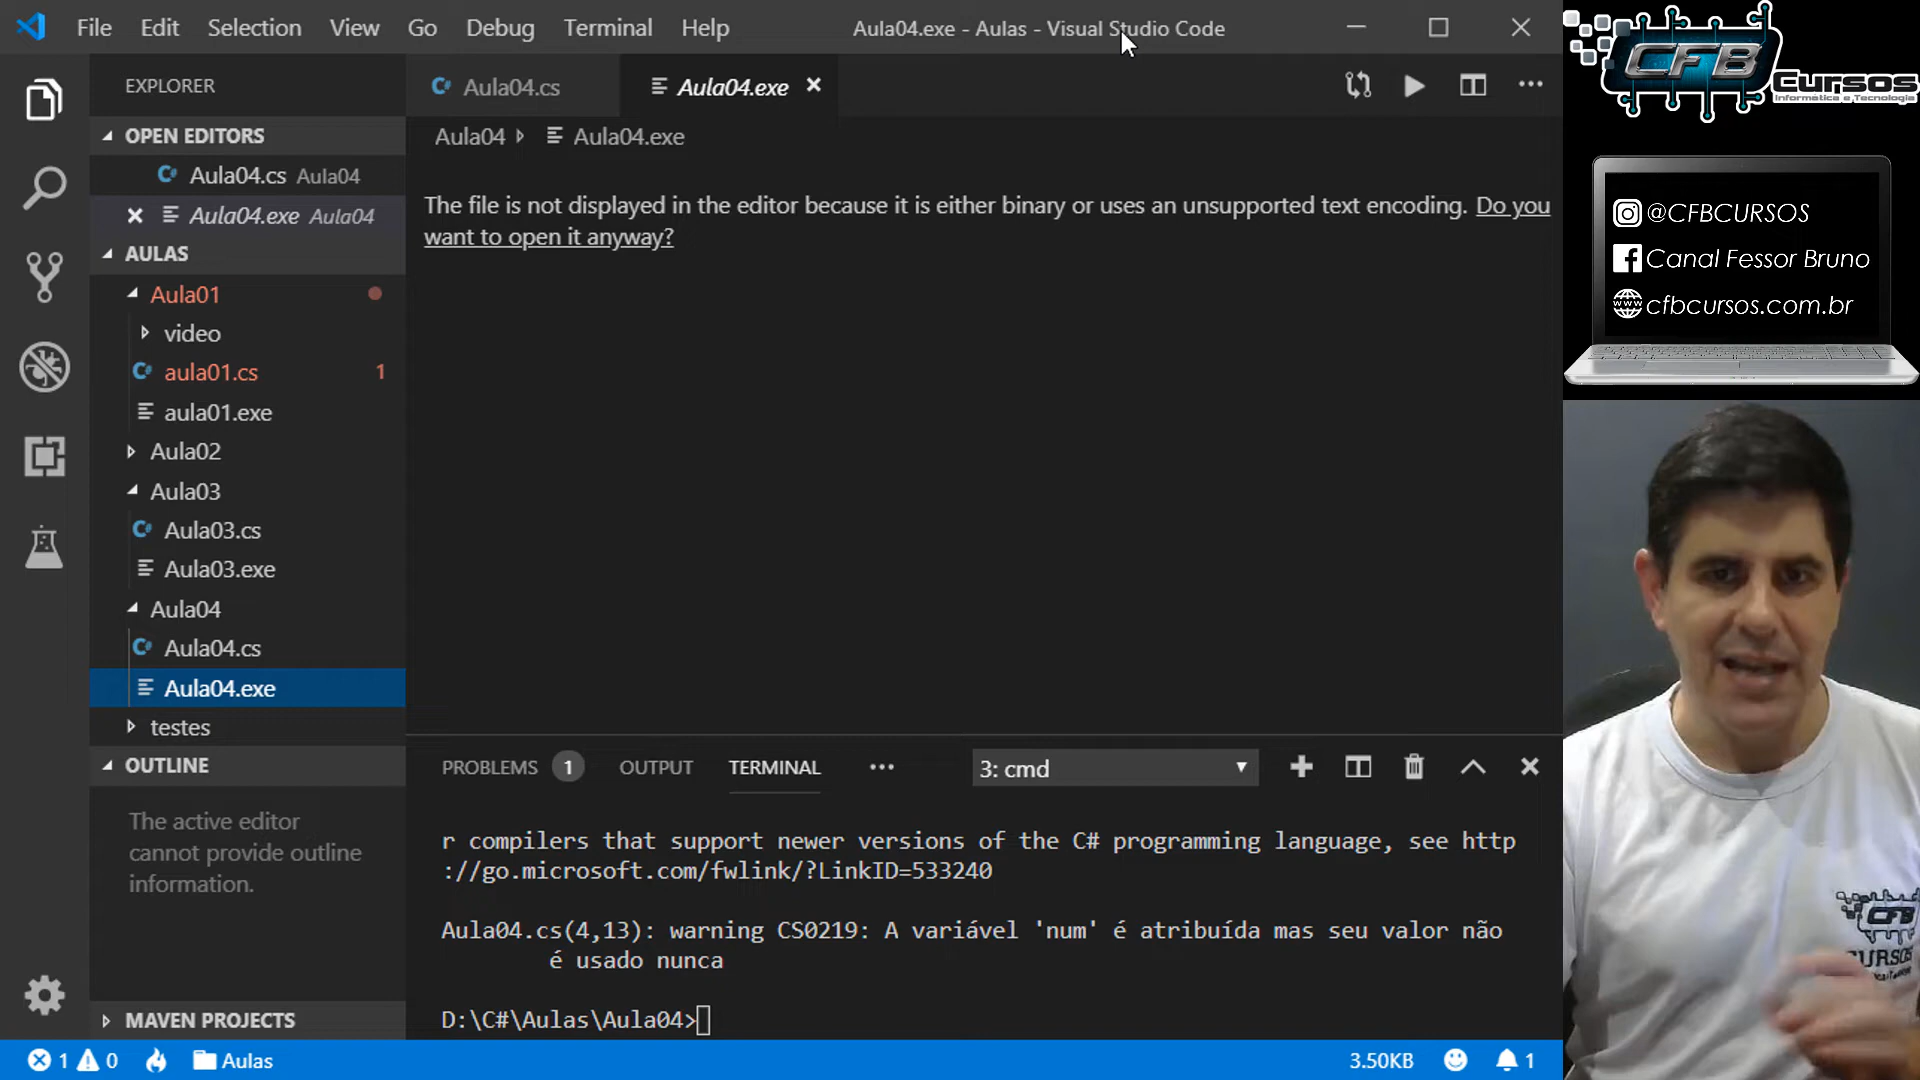 File Edit Selection View Go Debug Terminal Help
Aula04.exe - Aulas - Visual Studio Code
EXPLORER
OPEN EDITORS
Aula04.cs Aula04
Aula04.exe Aula04
AULAS
Aula01
video
aula01.cs 1
aula01.exe
Aula02
Aula03
Aula03.cs
Aula03.exe
Aula04
Aula04.cs
Aula04.exe
testes
OUTLINE
The active editor
cannot provide outline
information.
MAVEN PROJECTS
Aula04.cs
Aula04.exe
Aula04 Aula04.exe
The file is not displayed in the editor because it is either binary or uses an unsupported text encoding. Do you
want to open it anyway?
PROBLEMS 1 OUTPUT TERMINAL 3: cmd
r compilers that support newer versions of the C# programming language, see http
://go.microsoft.com/fwlink/?LinkID=533240
Aula04.cs(4,13): warning CS0219: A variável 'num' é atribuída mas seu valor não
é usado nunca
D:\C#\Aulas\Aula04>
1 0 Aulas
3.50KB
1
CFB
Cursos
Informática e Tecnologia
@CFBCURSOS
Canal Fessor Bruno
cfbcursos.com.br
CFB
CURSOS